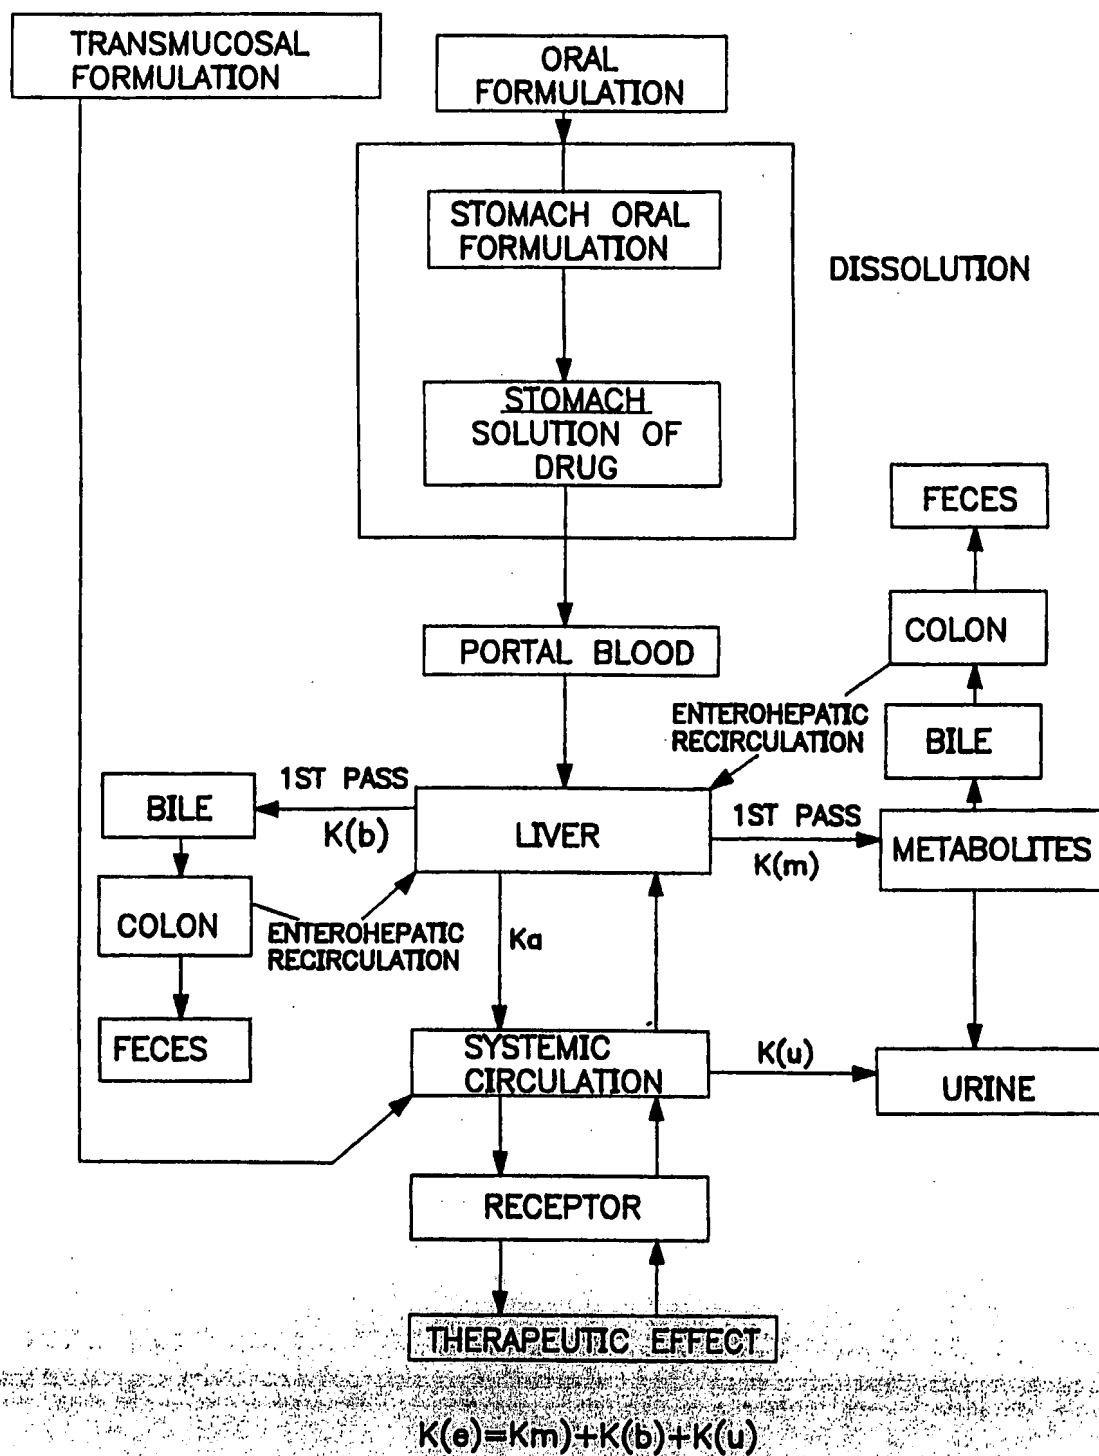 TRANSMUCOSAL
FORMULATION
ORAL
FORMULATION
STOMACH ORAL
FORMULATION
DISSOLUTION
STOMACH
SOLUTION OF
DRUG
FECES
COLON
PORTAL BLOOD
ENTEROHEPATIC
RECIRCULATION
BILE
1ST PASS
BILE
K(b)
LIVER
1ST PASS
K(m)
METABOLITES
COLON
ENTEROHEPATIC
RECIRCULATION
Ka
FECES
SYSTEMIC
CIRCULATION
K(u)
URINE
RECEPTOR
THERAPEUTIC EFFECT
K(e)=Km)+K(b)+K(u)